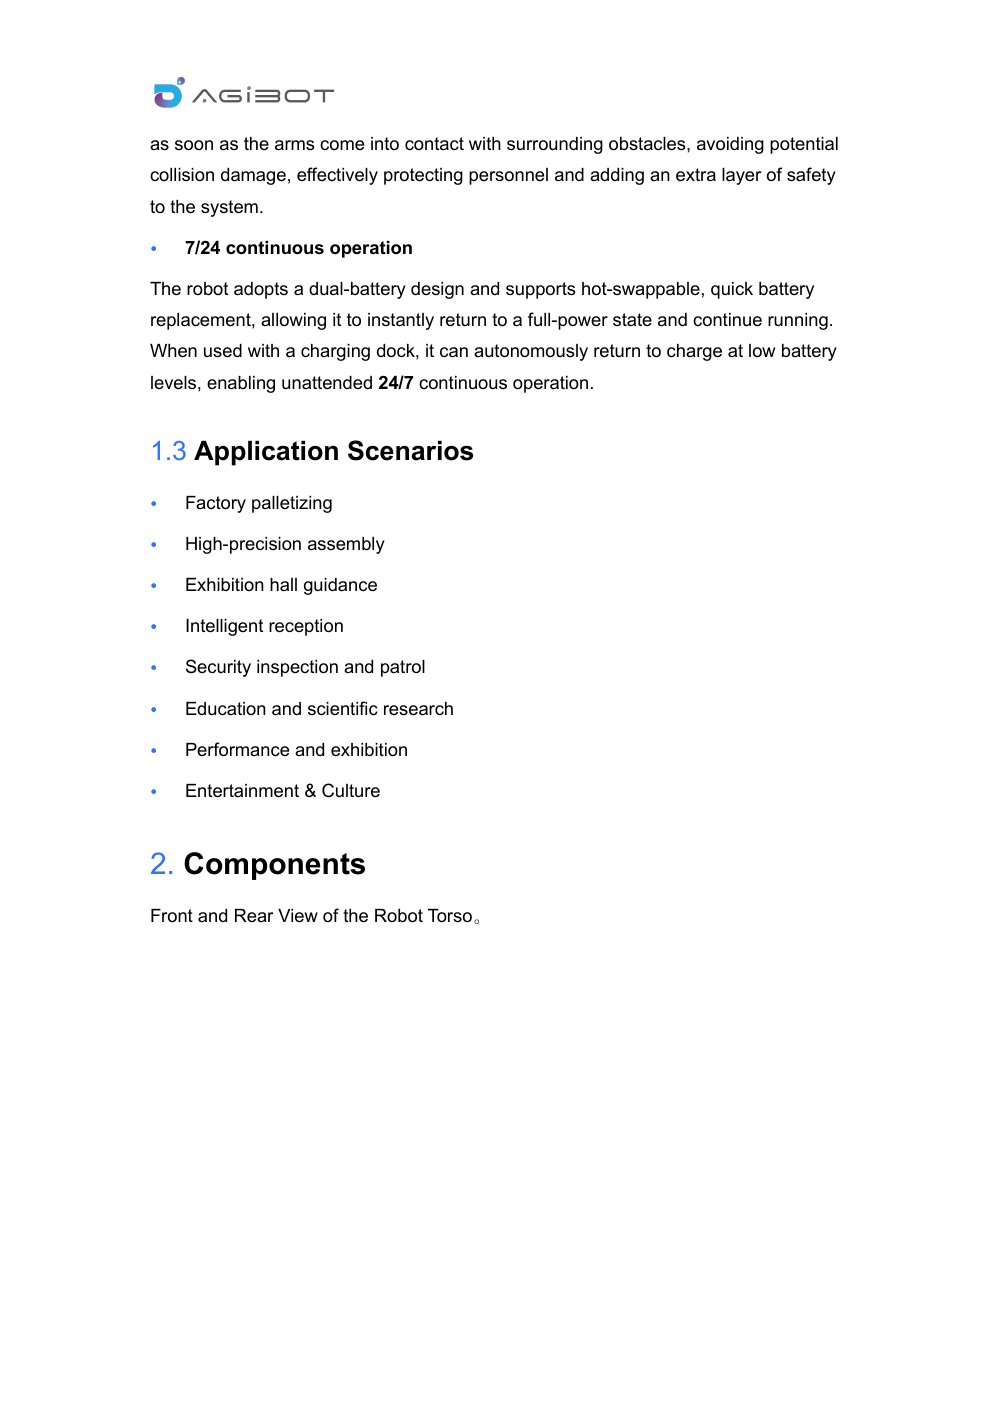 AGIBOT
as soon as the arms come into contact with surrounding obstacles, avoiding potential
collision damage, effectively protecting personnel and adding an extra layer of safety
to the system.
• 7/24 continuous operation
The robot adopts a dual-battery design and supports hot-swappable, quick battery
replacement, allowing it to instantly return to a full-power state and continue running.
When used with a charging dock, it can autonomously return to charge at low battery
levels, enabling unattended 24/7 continuous operation.
1.3 Application Scenarios
• Factory palletizing
• High-precision assembly
• Exhibition hall guidance
• Intelligent reception
• Security inspection and patrol
• Education and scientific research
• Performance and exhibition
• Entertainment & Culture
2. Components
Front and Rear View of the Robot Torso。